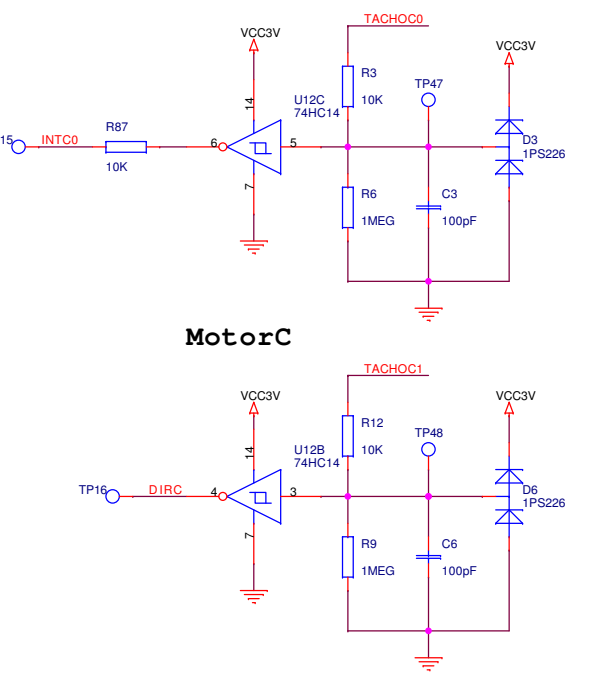 TACHOC0
VCC3V
VCC3V
R3
10K
TP47
14
U12C
74HC14
15
INTC0
R87
10K
6
5
D3
1PS226
7
R6
1MEG
C3
100pF
MotorC
TACHOC1
VCC3V
VCC3V
R12
10K
TP48
14
U12B
74HC14
TP16
DIRC
4
3
D6
1PS226
7
R9
1MEG
C6
100pF